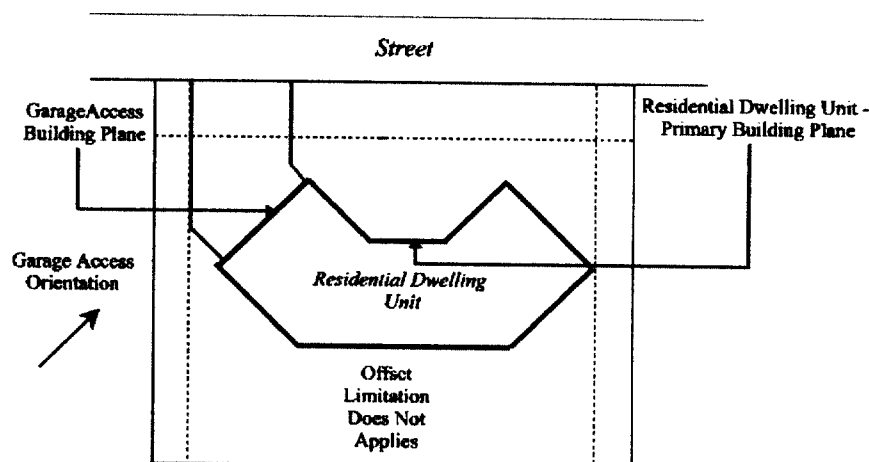 Street
GarageAccess
Building Plane
Residential Dwelling Unit -
Primary Building Plane
Garage Access
Orientation
Residential Dwelling
Unit
Offset
Limitation
Does Not
Applies